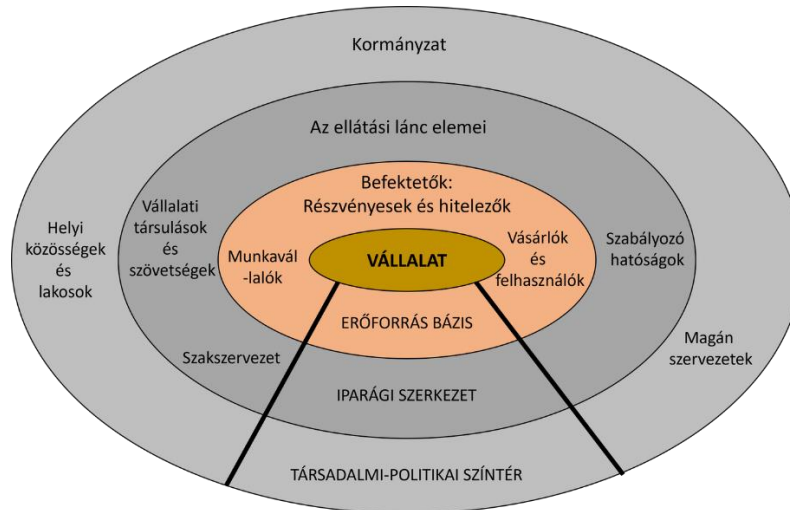 Kormányzat
Az ellátási lánc elemei
Befektetők:
Részvényesek és hitelezők
Helyi
közösségek
és
lakosok
Vállalati
társulások
és
szövetségek
Munkavál
-lalók
VÁLLALAT
Vásárlók
és
felhasználók
Szabályozó
hatóságok
ERŐFORRÁS BÁZIS
Szakszervezet
Magán
szervezetek
IPARÁGI SZERKEZET
TÁRSADALMI-POLITIKAI SZÍNTÉR